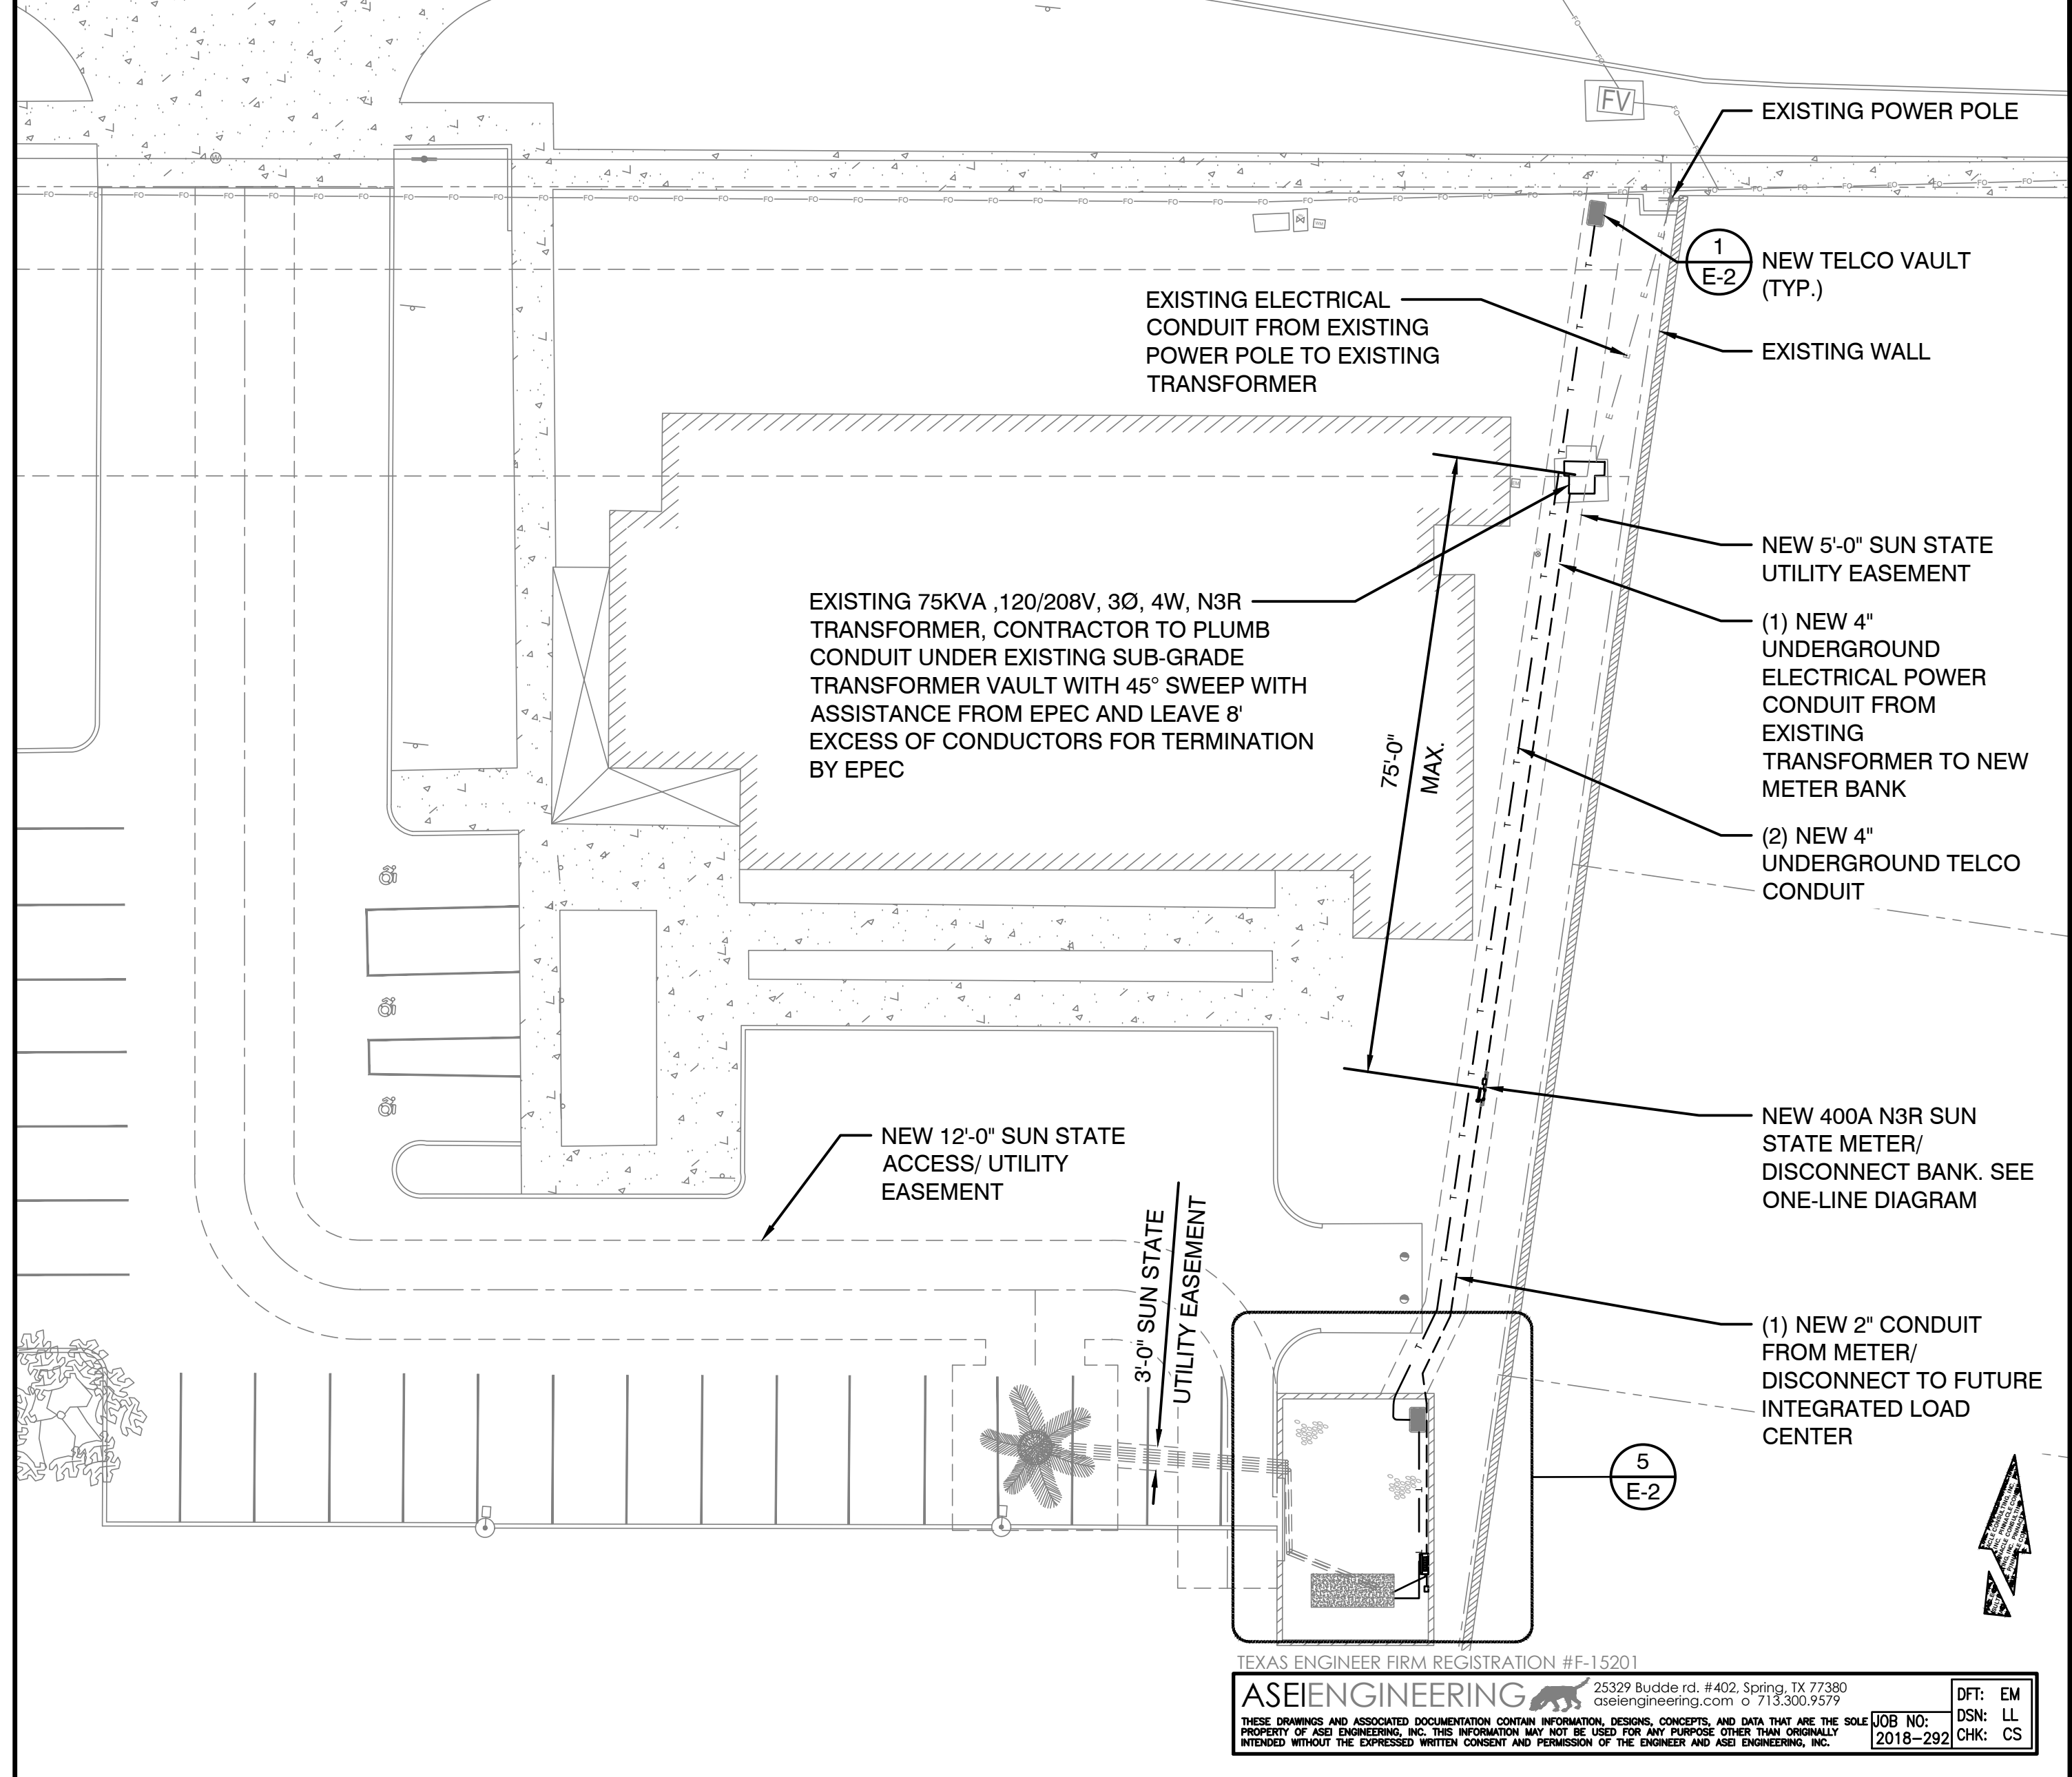 FV
EXISTING POWER POLE
1
E-2
NEW TELCO VAULT
(TYP.)
EXISTING ELECTRICAL
CONDUIT FROM EXISTING
POWER POLE TO EXISTING
TRANSFORMER
EXISTING WALL
NEW 5'-0" SUN STATE
UTILITY EASEMENT
EXISTING 75KVA ,120/208V, 3Ø, 4W, N3R
TRANSFORMER, CONTRACTOR TO PLUMB
CONDUIT UNDER EXISTING SUB-GRADE
TRANSFORMER VAULT WITH 45° SWEEP WITH
ASSISTANCE FROM EPEC AND LEAVE 8'
EXCESS OF CONDUCTORS FOR TERMINATION
BY EPEC
(1) NEW 4"
UNDERGROUND
ELECTRICAL POWER
CONDUIT FROM
EXISTING
TRANSFORMER TO NEW
METER BANK
75'-0"
MAX.
(2) NEW 4"
UNDERGROUND TELCO
CONDUIT
NEW 12'-0" SUN STATE
ACCESS/ UTILITY
EASEMENT
3'-0" SUN STATE
UTILITY EASEMENT
NEW 400A N3R SUN
STATE METER/
DISCONNECT BANK. SEE
ONE-LINE DIAGRAM
(1) NEW 2" CONDUIT
FROM METER/
DISCONNECT TO FUTURE
INTEGRATED LOAD
CENTER
5
E-2
TEXAS ENGINEER FIRM REGISTRATION #F-15201
ASEIENGINEERING
25329 Budde rd. #402, Spring, TX 77380
aseiengineering.com o 713.300.9579
THESE DRAWINGS AND ASSOCIATED DOCUMENTATION CONTAIN INFORMATION, DESIGNS, CONCEPTS, AND DATA THAT ARE THE SOLE
PROPERTY OF ASEI ENGINEERING, INC. THIS INFORMATION MAY NOT BE USED FOR ANY PURPOSE OTHER THAN ORIGINALLY
INTENDED WITHOUT THE EXPRESSED WRITTEN CONSENT AND PERMISSION OF THE ENGINEER AND ASEI ENGINEERING, INC.
JOB NO:
2018-292
DFT: EM
DSN: LL
CHK: CS